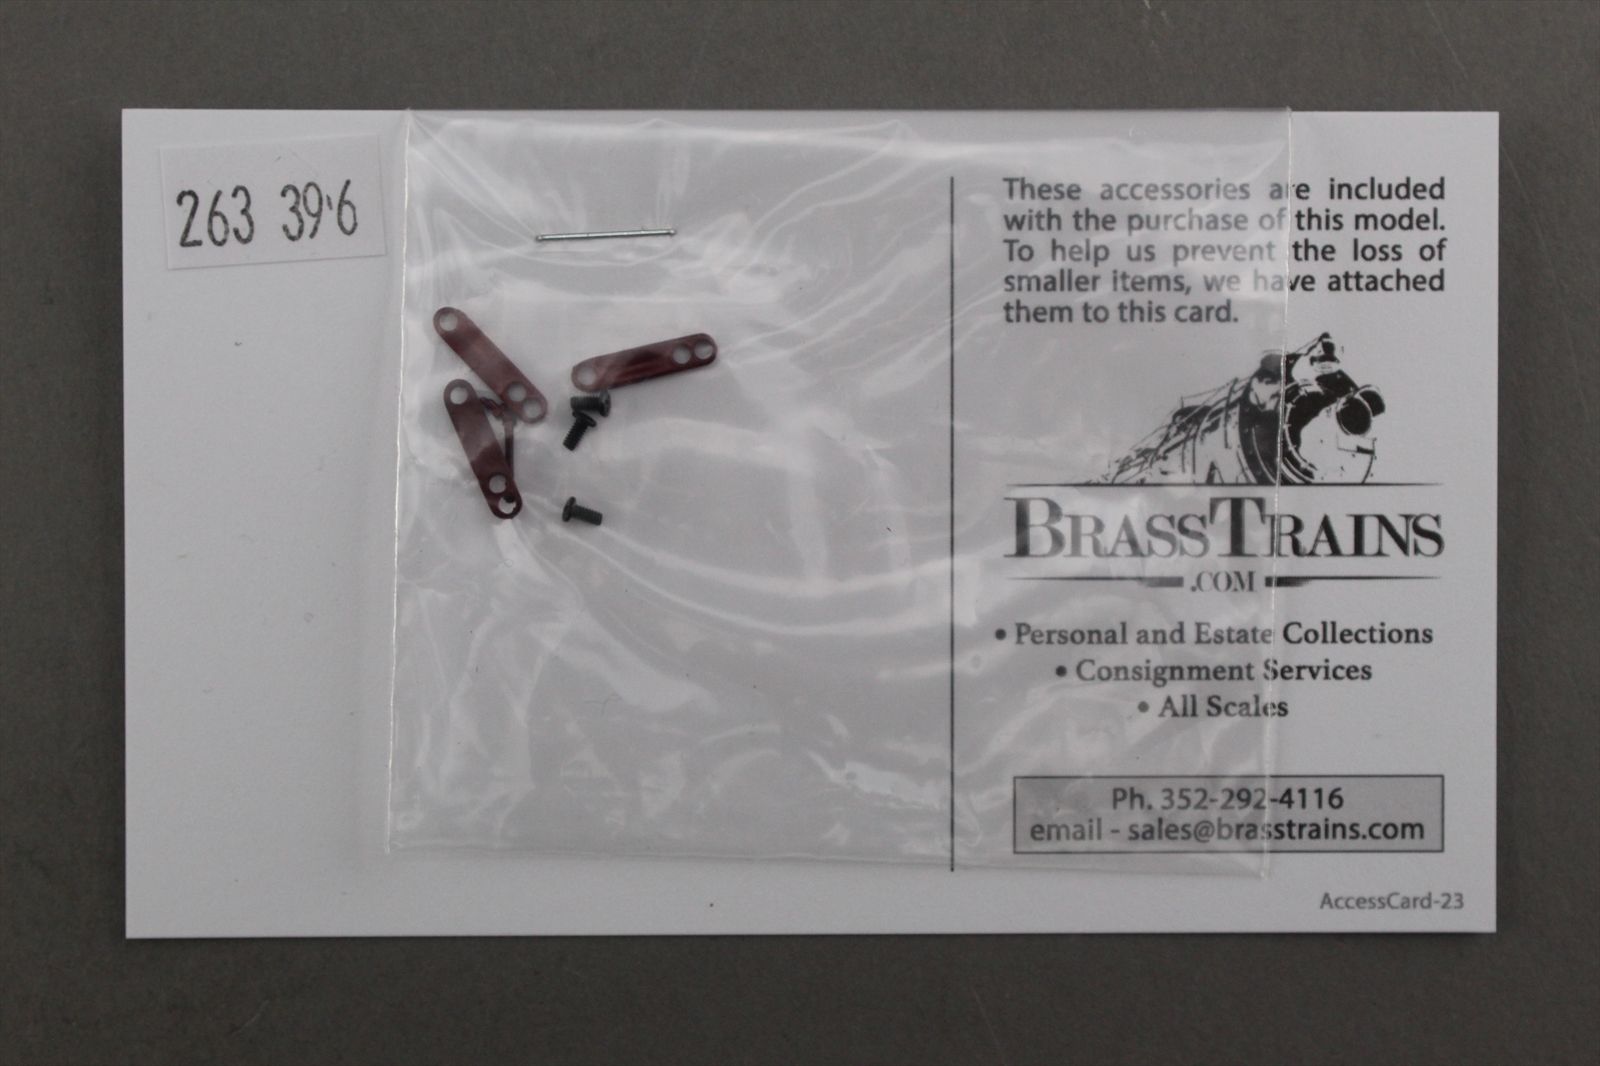 263 39'6
These accessories are included
with the purchase of this model.
To help us prevent the loss of
smaller items, we have attached
them to this card.
BRASSTRAINS
.COM
• Personal and Estate Collections
• Consignment Services
• All Scales
Ph. 352-292-4116
email - sales@brasstrains.com
AccessCard-23